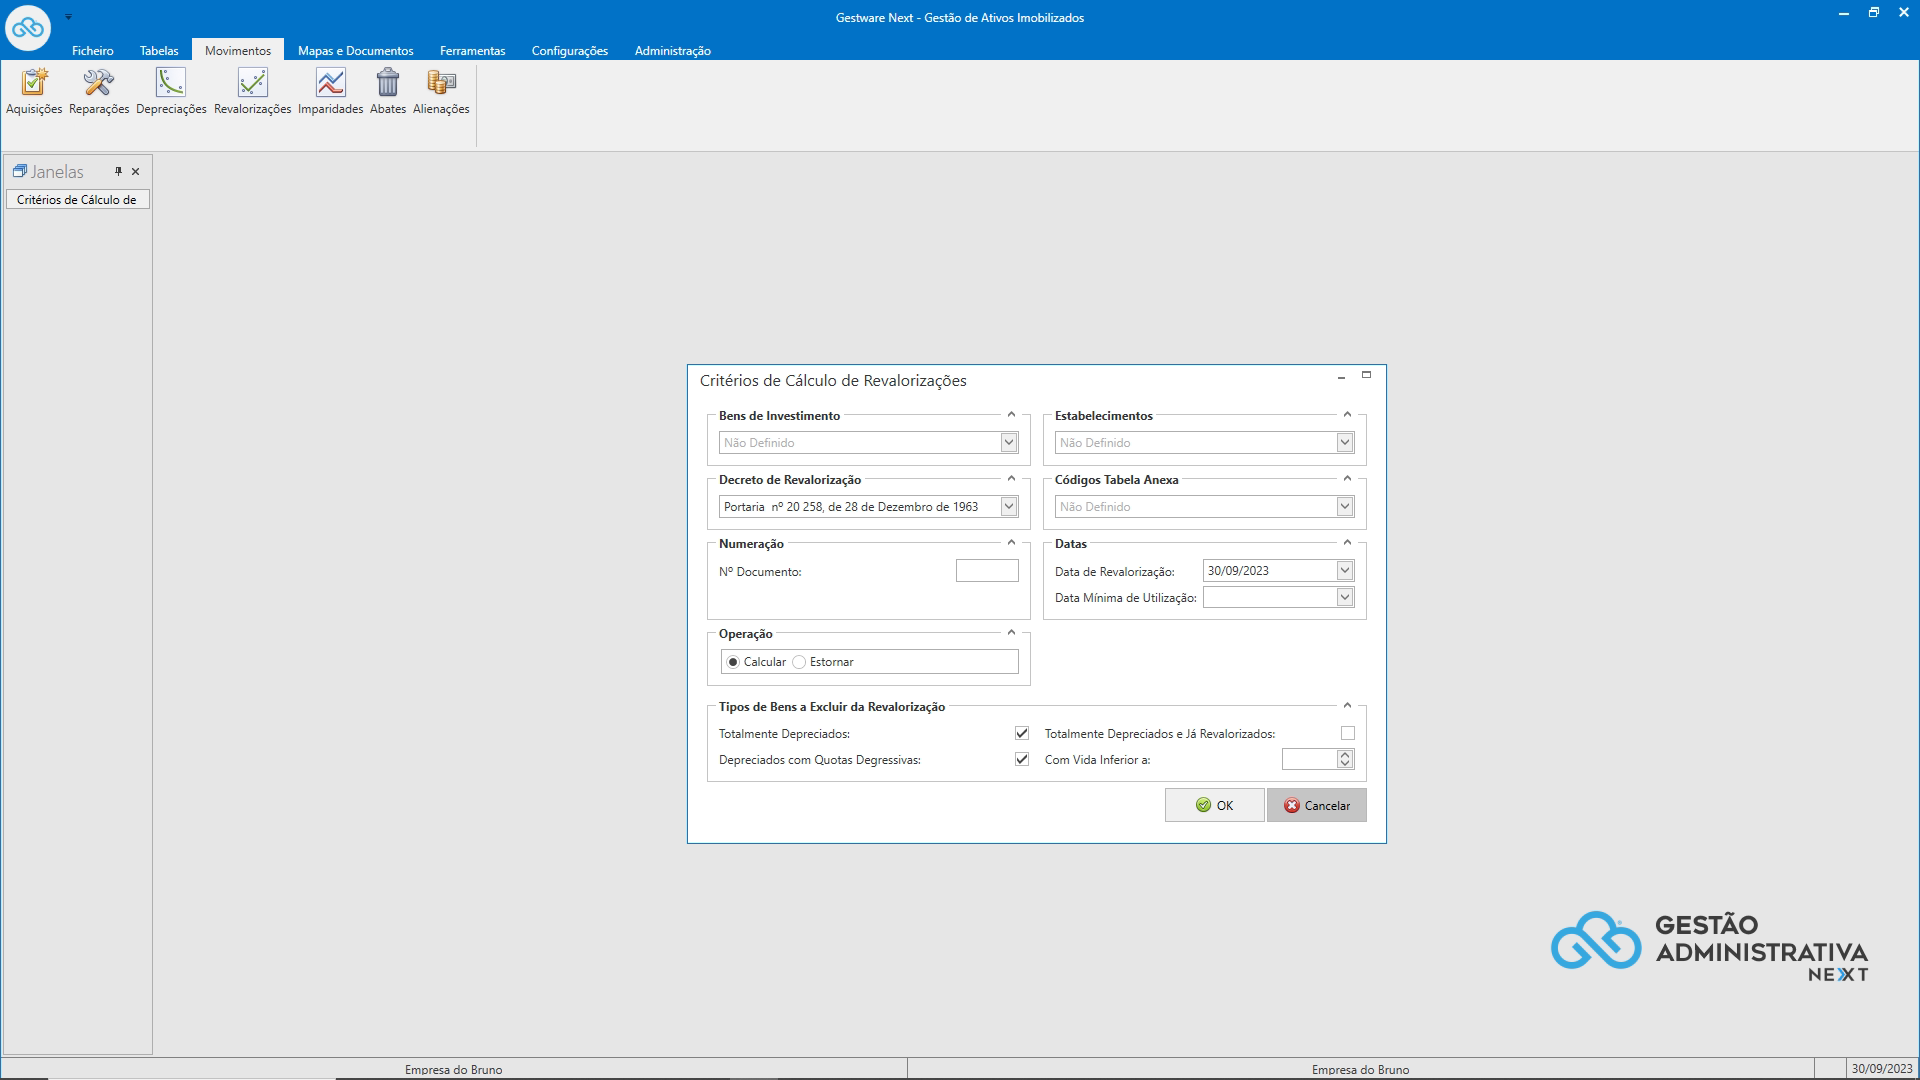 Gestware Next - Gestão de Ativos Imobilizados
Ficheiro Tabelas Movimentos Mapas e Documentos Ferramentas Configurações Administração
Aquisições Reparações Depreciações Revalorizações Imparidades Abates Alienações
Janelas
Critérios de Cálculo de
Critérios de Cálculo de Revalorizações
Bens de Investimento
Não Definido
Estabelecimentos
Não Definido
Decreto de Revalorização
Portaria nº 20 258, de 28 de Dezembro de 1963
Códigos Tabela Anexa
Não Definido
Numeração
Nº Documento:
Datas
Data de Revalorização: 30/09/2023
Data Mínima de Utilização:
Operação
Calcular Estornar
Tipos de Bens a Excluir da Revalorização
Totalmente Depreciados: Totalmente Depreciados e Já Revalorizados:
Depreciados com Quotas Degressivas: Com Vida Inferior a:
OK Cancelar
GESTÃO
ADMINISTRATIVA
NEXT
Empresa do Bruno Empresa do Bruno 30/09/2023